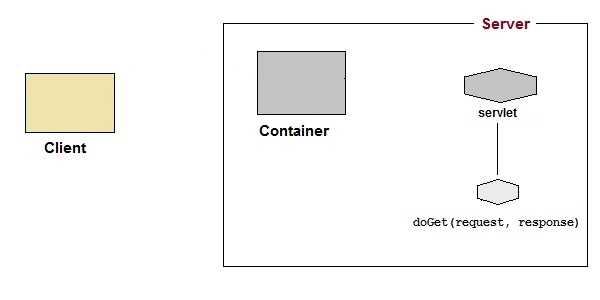 Server
Client
Container
servlet
doGet(request, response)